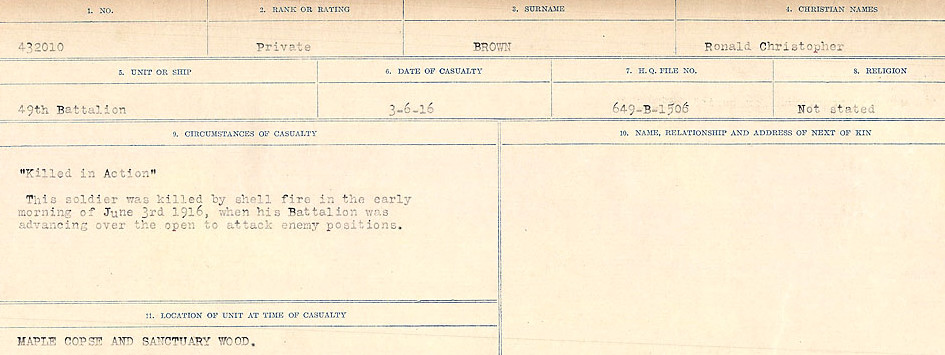 1. NO. 2. RANK OR RATING 3. SURNAME 4. CHRISTIAN NAMES
432010 Private BROWN Ronald Christopher
5. UNIT OR SHIP 6. DATE OF CASUALTY 7. H. Q. FILE NO. 8. RELIGION
49th Battalion 3-6-16 649-B-1506 Not stated
9. CIRCUMSTANCES OF CASUALTY 10. NAME, RELATIONSHIP AND ADDRESS OF NEXT OF KIN
"Killed in Action"
This soldier was killed by shell fire in the early
morning of June 3rd 1916, when his Battalion was
advancing over the open to attack enemy positions.
11. LOCATION OF UNIT AT TIME OF CASUALTY
MAPLE COPSE AND SANCTUARY WOOD.